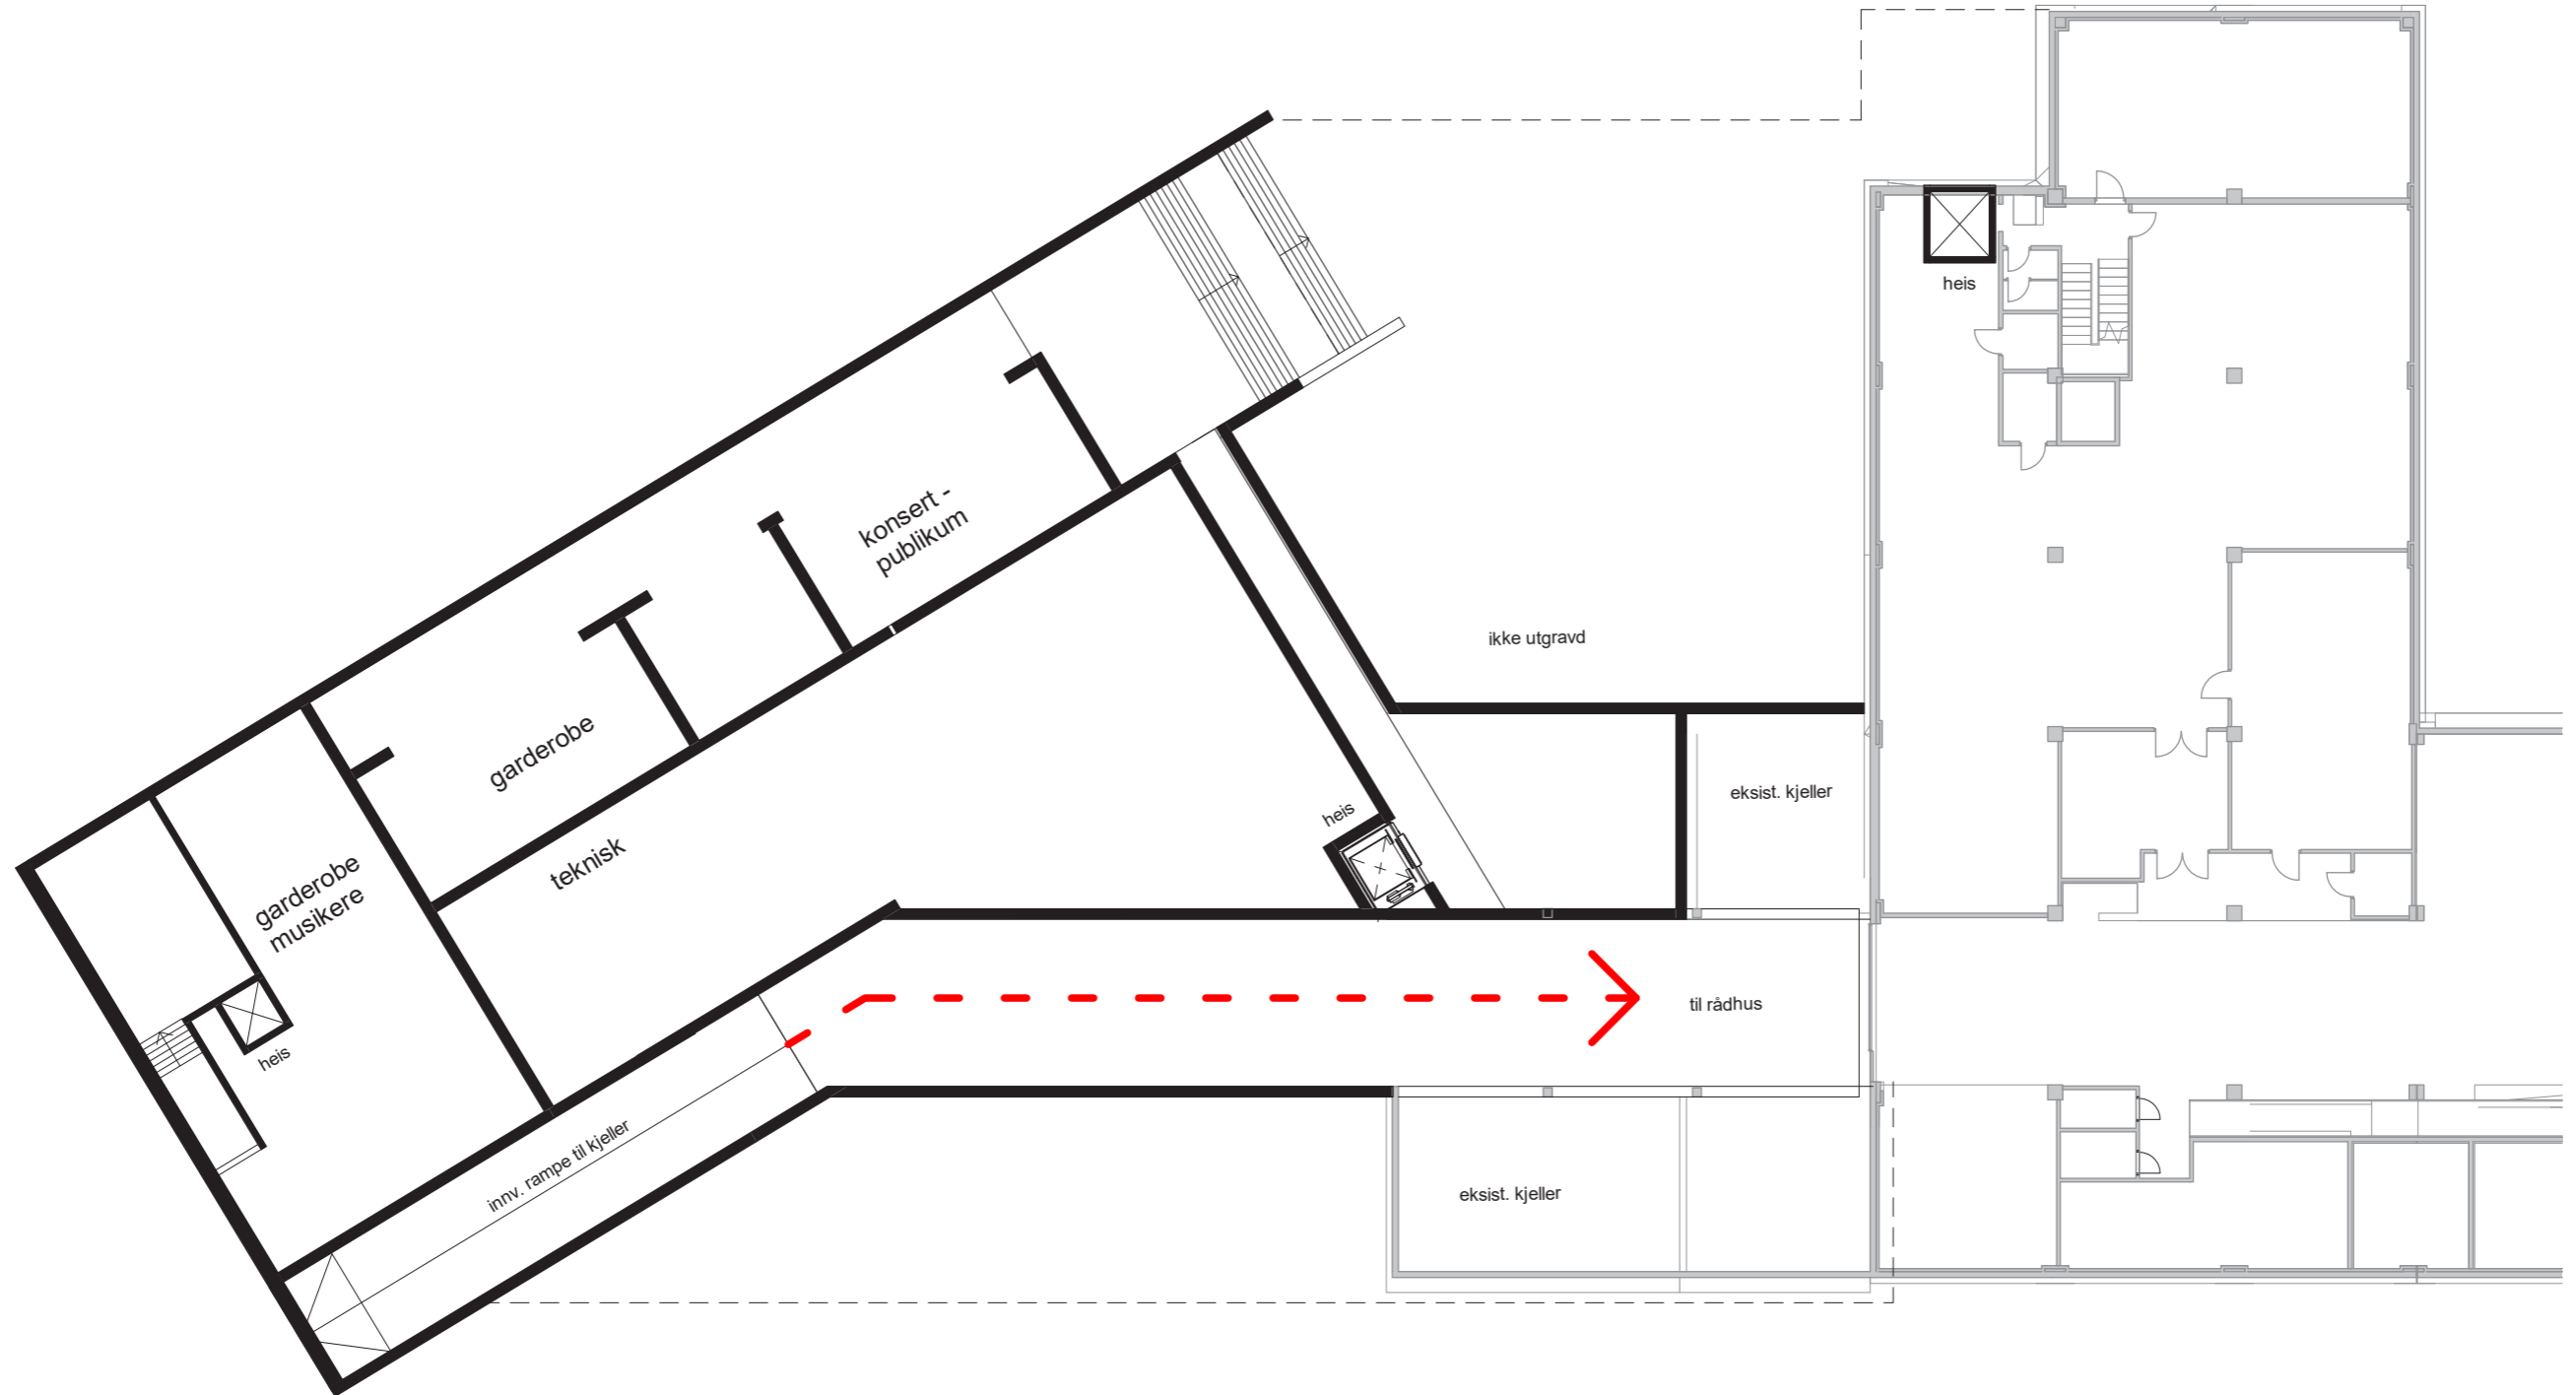 heis
konsert -
publikum
ikke utgravd
garderobe
eksist. kjeller
heis
teknisk
garderobe
musikere
til rådhus
heis
innv. rampe til kjeller
eksist. kjeller